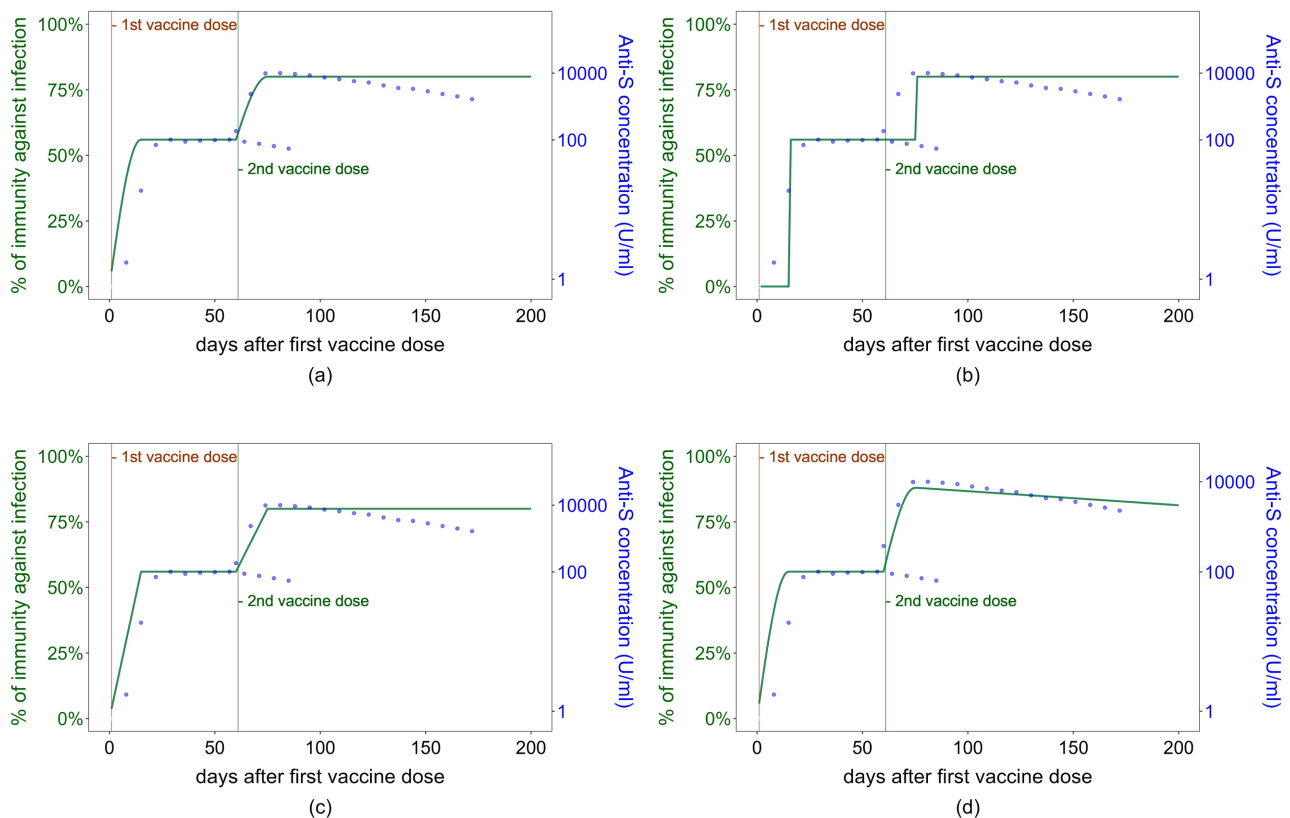 % of immunity against infection
100%
75%
50%
25%
0%
1st vaccine dose
2nd vaccine dose
10000
100
1
Anti-S concentration (U/ml)
0
50
100
150
200
days after first vaccine dose
(a)
% of immunity against infection
100%
75%
50%
25%
0%
1st vaccine dose
2nd vaccine dose
10000
100
1
Anti-S concentration (U/ml)
0
50
100
150
200
days after first vaccine dose
(b)
% of immunity against infection
100%
75%
50%
25%
0%
1st vaccine dose
2nd vaccine dose
10000
100
1
Anti-S concentration (U/ml)
0
50
100
150
200
days after first vaccine dose
(c)
% of immunity against infection
100%
75%
50%
25%
0%
1st vaccine dose
2nd vaccine dose
10000
100
1
Anti-S concentration (U/ml)
0
50
100
150
200
days after first vaccine dose
(d)